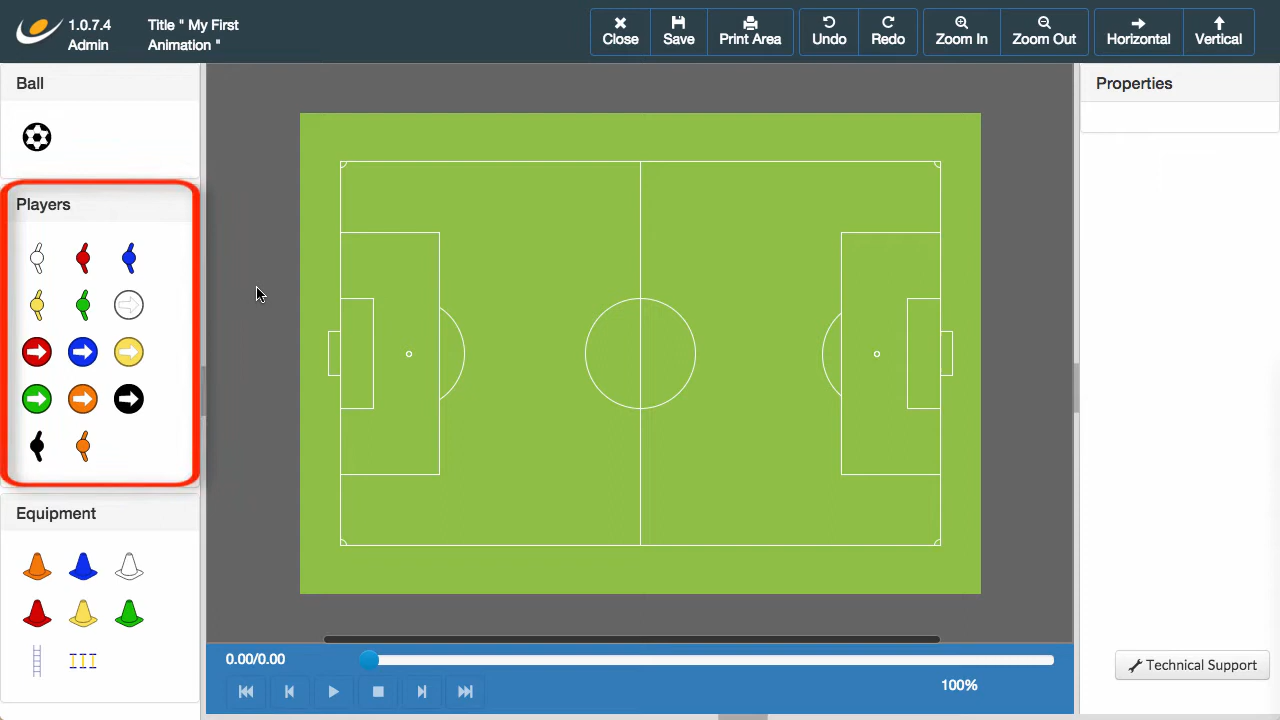 1.0.7.4
Admin
Title " My First
Animation "
Close
Save
Print Area
Undo
Redo
Zoom In
Zoom Out
Horizontal
Vertical
Ball
Players
Equipment
Properties
0.00/0.00
100%
Technical Support